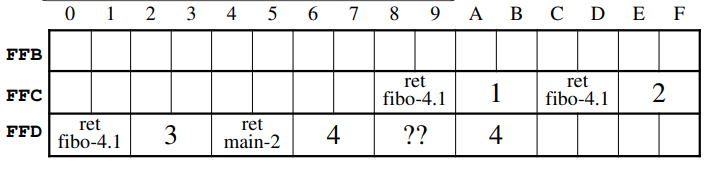 0 1 2 3 4 5 6 7 8 9 A B C D E F
FFB
FFC ret fibo-4.1 1 ret fibo-4.1 2
FFD ret fibo-4.1 3 ret main-2 4 ?? 4